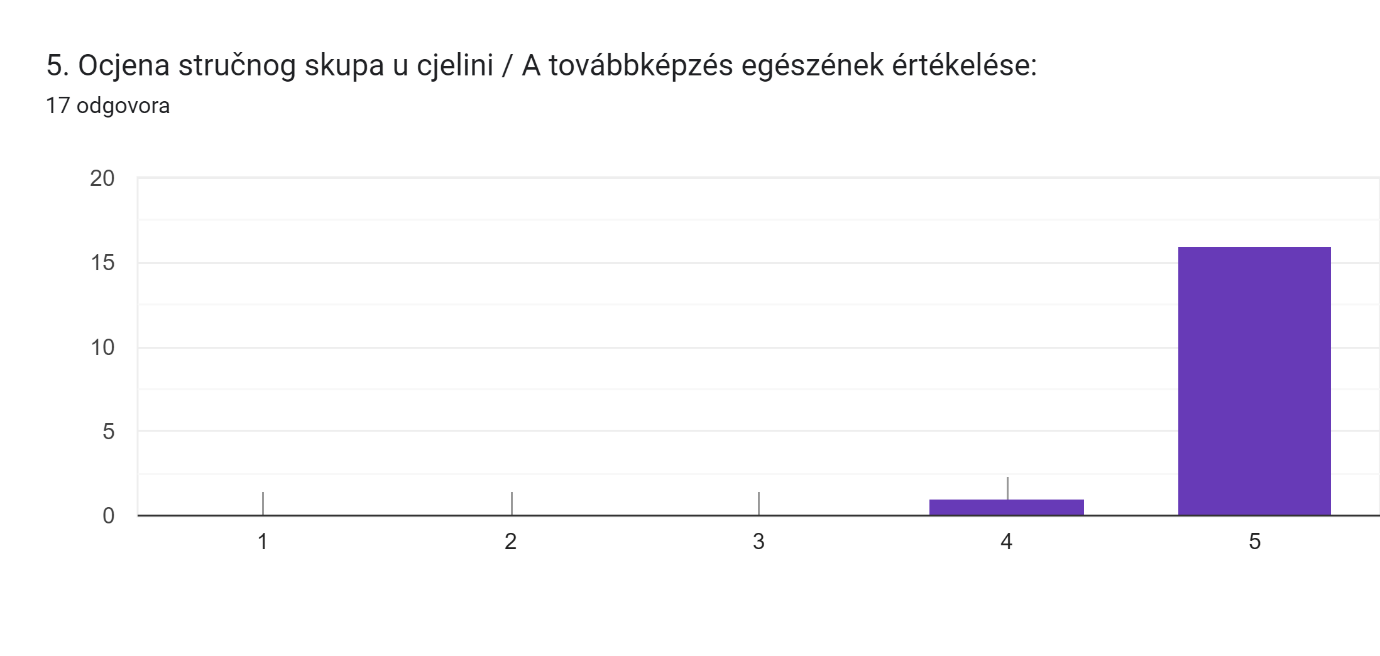 5. Ocjena stručnog skupa u cjelini / A továbbképzés egészének értékelése:
17 odgovora
20
15
10
5
0
1 2 3 4 5